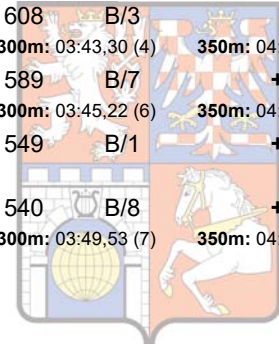 608 B/3
300m: 03:43,30 (4) 350m: 04:
589 B/7 +
300m: 03:45,22 (6) 350m: 04:
549 B/1 +
540 B/8 +
300m: 03:49,53 (7) 350m: 04: